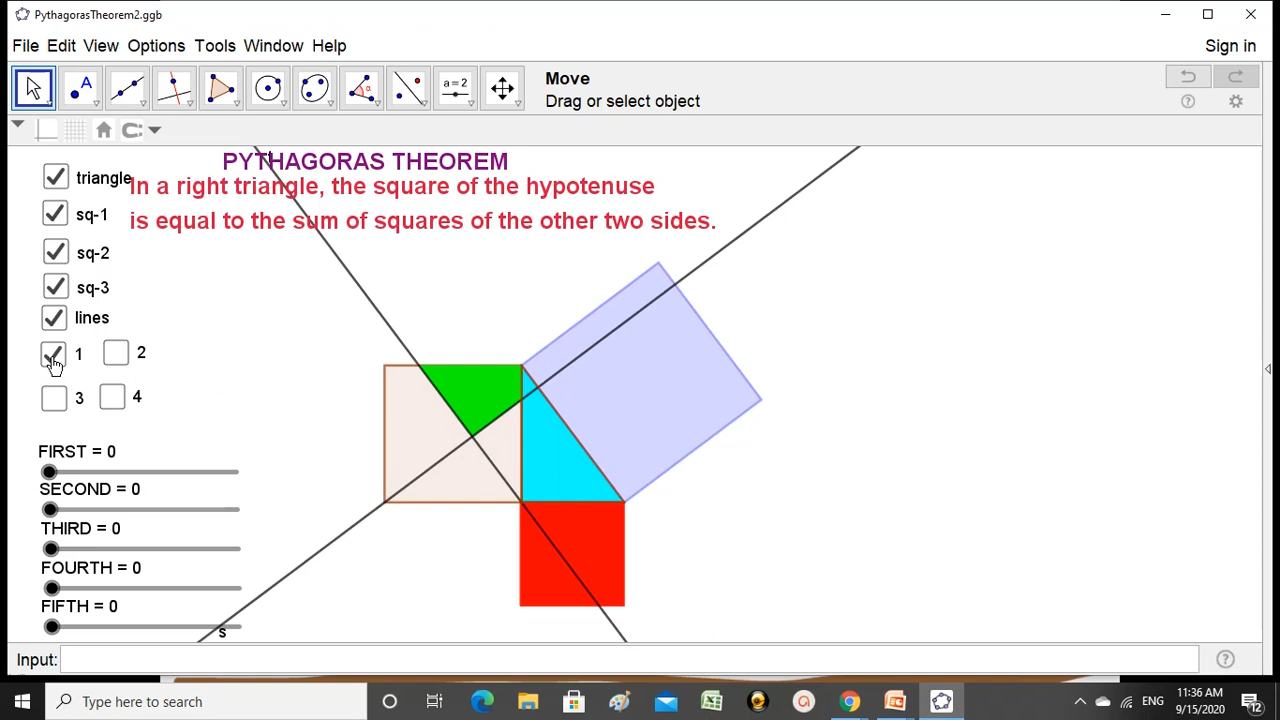 PythagorasTheorem2.ggb
File Edit View Options Tools Window Help
Sign in
A
α
a=2
Move
Drag or select object
PYTHAGORAS THEOREM
In a right triangle, the square of the hypotenuse
is equal to the sum of squares of the other two sides.
triangle
sq-1
sq-2
sq-3
lines
1 2
3 4
FIRST = 0
SECOND = 0
THIRD = 0
FOURTH = 0
FIFTH = 0
s
Input:
Type here to search
ENG
11:36 AM
9/15/2020
12